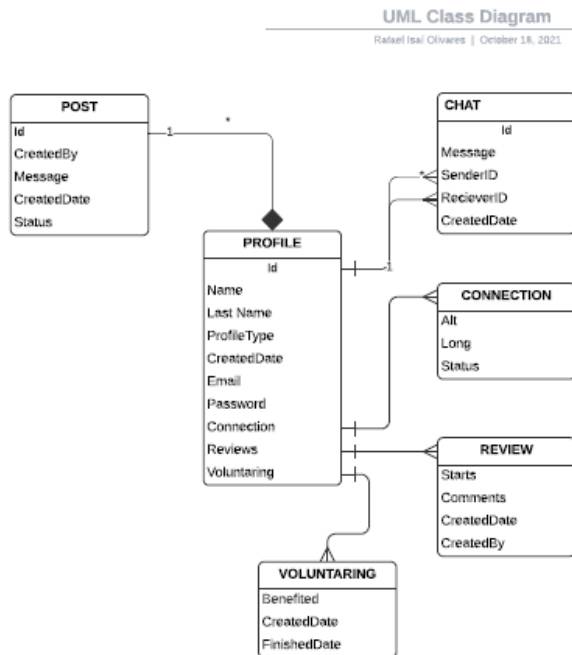 UML Class Diagram
Rafael Isaí Olivares | October 18, 2021
POST
Id
CreatedBy
Message
CreatedDate
Status
1
*
CHAT
Id
Message
SenderID
RecieverID
CreatedDate
*
1
PROFILE
Id
Name
Last Name
ProfileType
CreatedDate
Email
Password
Connection
Reviews
Voluntaring
CONNECTION
Alt
Long
Status
REVIEW
Starts
Comments
CreatedDate
CreatedBy
VOLUNTARING
Benefited
CreatedDate
FinishedDate